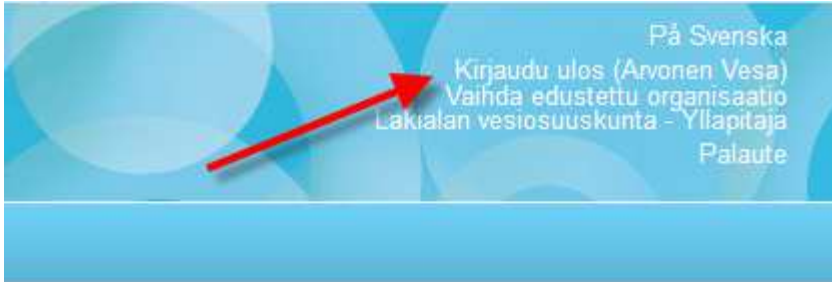 På Svenska
Kirjaudu ulos (Arvonen Vesa)
Vaihda edustettu organisaatio
Lakialan vesiosuuskunta - Ylläpitäjä
Palaute